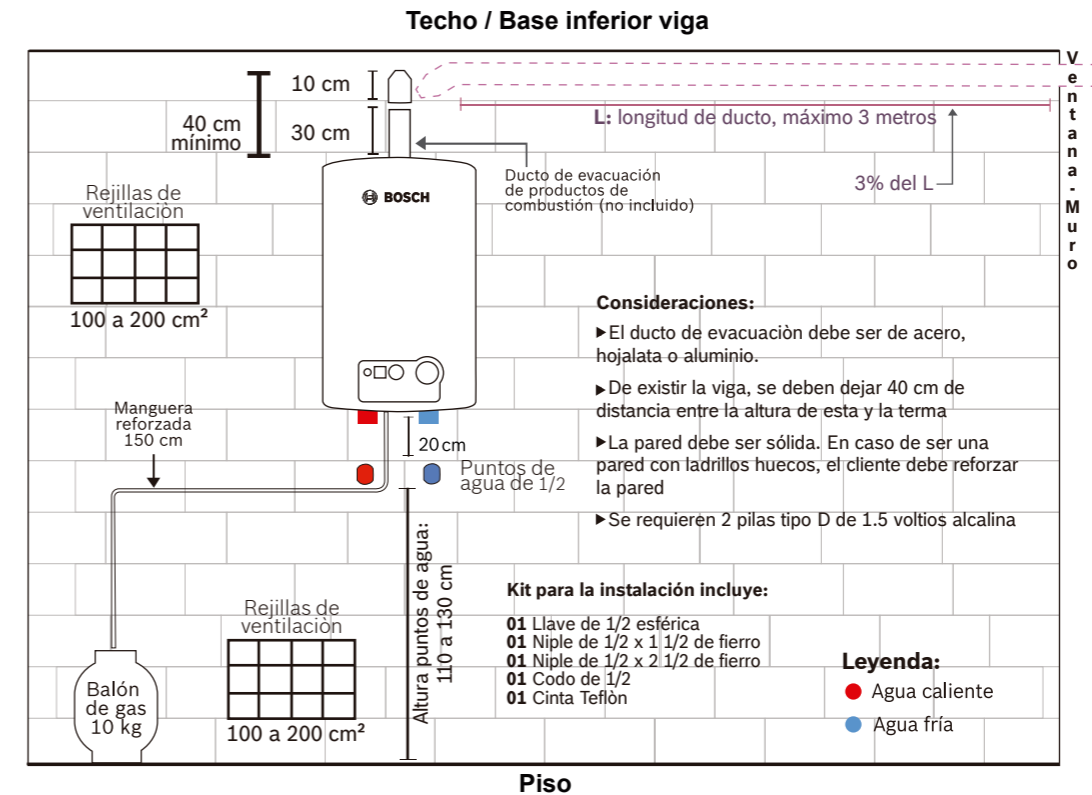 Techo / Base inferior viga
10 cm
40 cm
mínimo
30 cm
L: longitud de ducto, máximo 3 metros
3% del L
Ventana - Muro
Ducto de evacuación
de productos de
combustión (no incluido)
BOSCH
Rejillas de
ventilaciòn
100 a 200 cm²
Consideraciones:
▶El ducto de evacuaciòn debe ser de acero,
hojalata o aluminio.
▶De existir la viga, se deben dejar 40 cm de
distancia entre la altura de esta y la terma
▶La pared debe ser sólida. En caso de ser una
pared con ladrillos huecos, el cliente debe reforzar
la pared
▶Se requieren 2 pilas tipo D de 1.5 voltios alcalina
Manguera
reforzada
150 cm
20 cm
Puntos de
agua de 1/2
Altura puntos de agua:
110 a 130 cm
Rejillas de
ventilaciòn
100 a 200 cm²
Balón
de gas
10 kg
Kit para la instalación incluye:
01 Llave de 1/2 esférica
01 Niple de 1/2 x 1 1/2 de fierro
01 Niple de 1/2 x 2 1/2 de fierro
01 Codo de 1/2
01 Cinta Teflòn
Leyenda:
Agua caliente
Agua fría
Piso